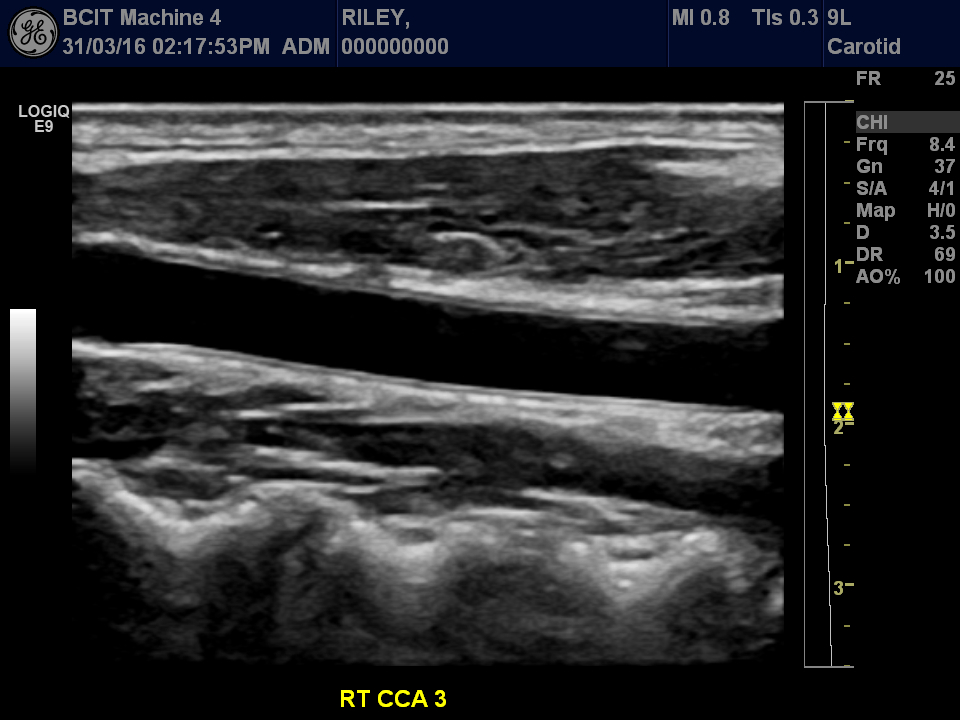 GE
BCIT Machine 4
RILEY,
MI 0.8 TIs 0.3
9L
31/03/16 02:17:53PM ADM
000000000
Carotid
LOGIQ
E9
FR 25
CHI
Frq 8.4
Gn 37
S/A 4/1
Map H/0
D 3.5
DR 69
AO% 100
1
2
3
RT CCA 3